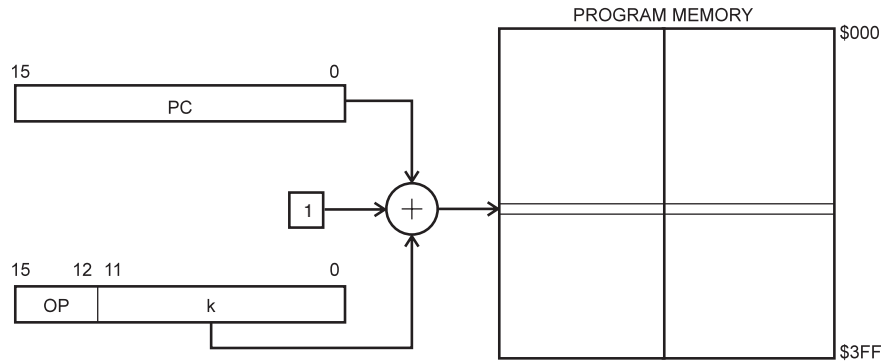 PROGRAM MEMORY
$000
15 0
PC
1
+
15 12 11 0
OP k
$3FF